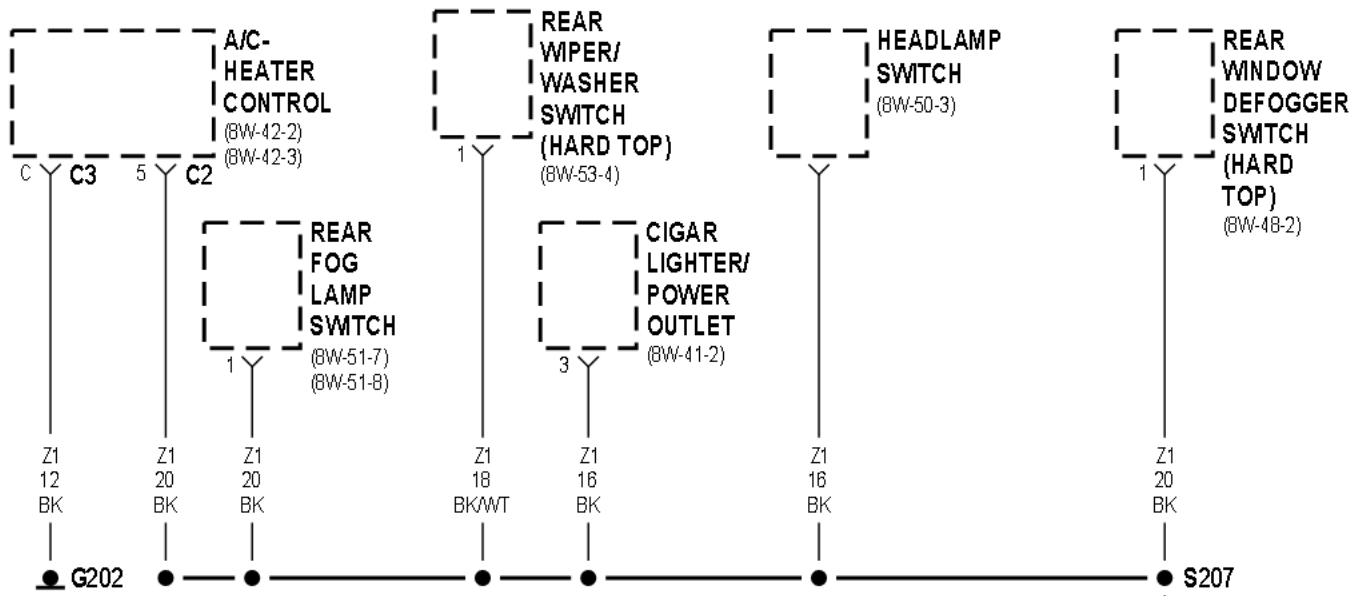 A/C-
HEATER
CONTROL
(8W-42-2)
(8W-42-3)
C
C3
5
C2
REAR
WIPER/
WASHER
SWITCH
(HARD TOP)
(8W-53-4)
1
HEADLAMP
SWITCH
(8W-50-3)
REAR
WINDOW
DEFOGGER
SWITCH
(HARD
TOP)
(8W-48-2)
1
REAR
FOG
LAMP
SWITCH
(8W-51-7)
(8W-51-8)
1
CIGAR
LIGHTER/
POWER
OUTLET
(8W-41-2)
3
Z1
12
BK
Z1
20
BK
Z1
20
BK
Z1
18
BK/WT
Z1
16
BK
Z1
16
BK
Z1
20
BK
G202
S207